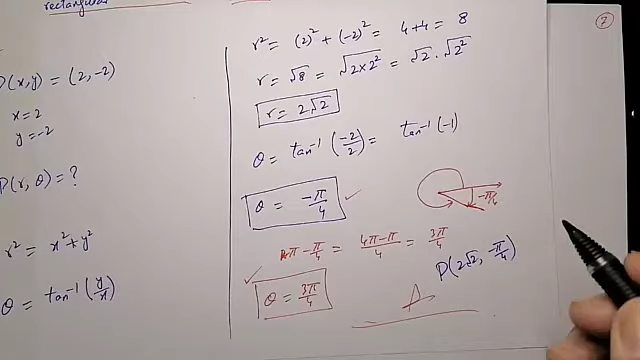 rectangular
P(x,y) = (2,-2)
x=2
y=-2
P(r, θ) = ?
r² = x²+y²
θ = tan⁻¹(y/x)
r² = (2)² + (-2)² = 4+4 = 8
r = √8 = √2×2² = √2 . √2²
r = 2√2
θ = tan⁻¹(-2/2) = tan⁻¹(-1)
θ = -π/4 ✓
-π/4
π - π/4 = 4π-π/4 = 3π/4
P(2√2, -π/4)
✓ θ = 3π/4
7